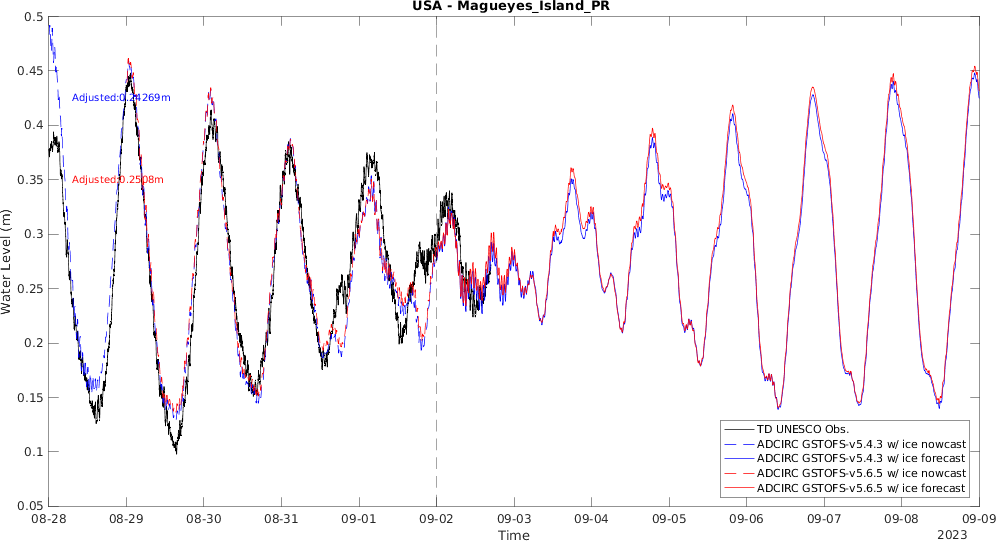 USA - Magueyes_Island_PR
0.5
0.45
0.4
0.35
0.3
0.25
0.2
0.15
0.1
0.05
Water Level (m)
Adjusted:0.24269m
Adjusted:0.2508m
TD UNESCO Obs.
ADCIRC GSTOFS-v5.4.3 w/ ice nowcast
ADCIRC GSTOFS-v5.4.3 w/ ice forecast
ADCIRC GSTOFS-v5.6.5 w/ ice nowcast
ADCIRC GSTOFS-v5.6.5 w/ ice forecast
08-28 08-29 08-30 08-31 09-01 09-02 09-03 09-04 09-05 09-06 09-07 09-08 09-09
Time
2023